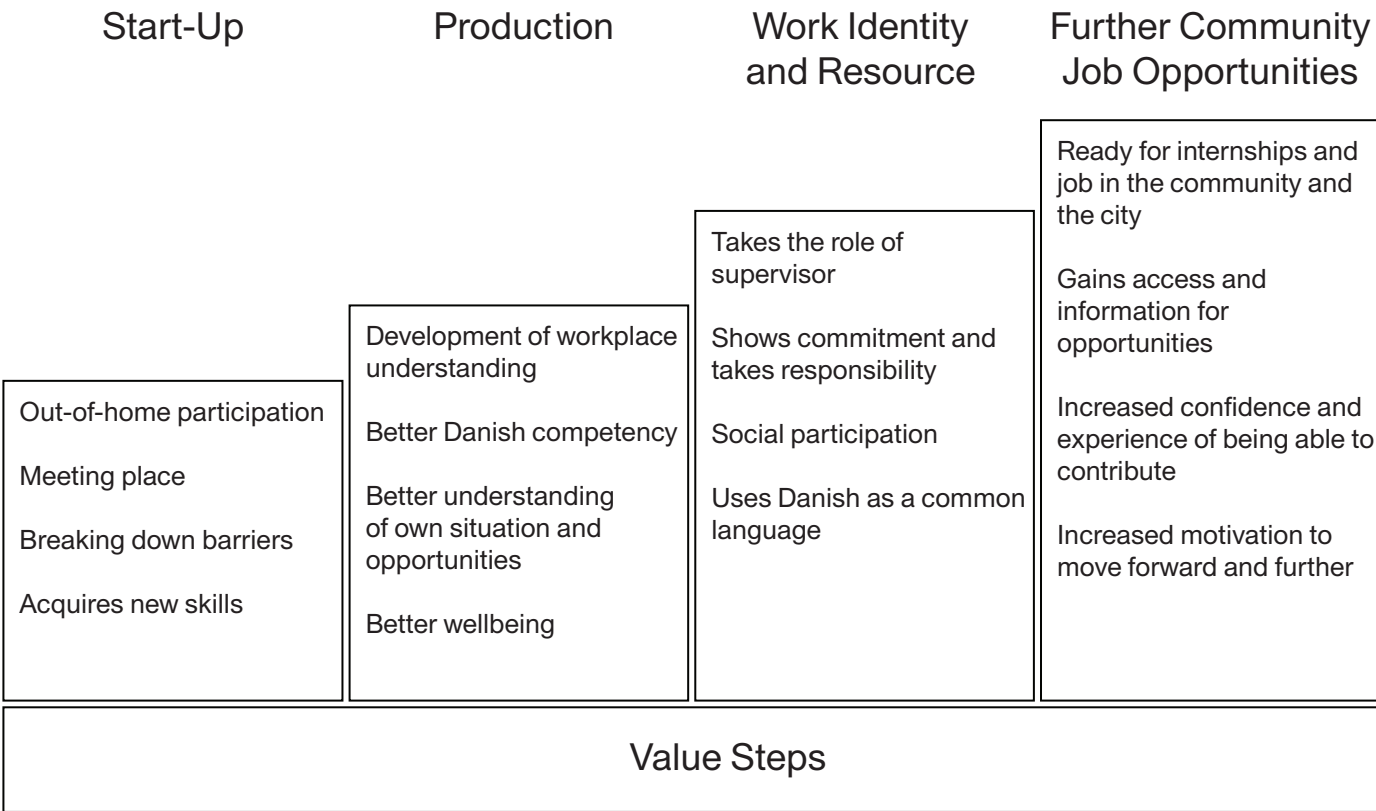 Start-Up
Production
Work Identity
and Resource
Further Community
Job Opportunities
Out-of-home participation
Meeting place
Breaking down barriers
Acquires new skills
Development of workplace
understanding
Better Danish competency
Better understanding
of own situation and
opportunities
Better wellbeing
Takes the role of
supervisor
Shows commitment and
takes responsibility
Social participation
Uses Danish as a common
language
Ready for internships and
job in the community and
the city
Gains access and
information for
opportunities
Increased confidence and
experience of being able to
contribute
Increased motivation to
move forward and further
Value Steps